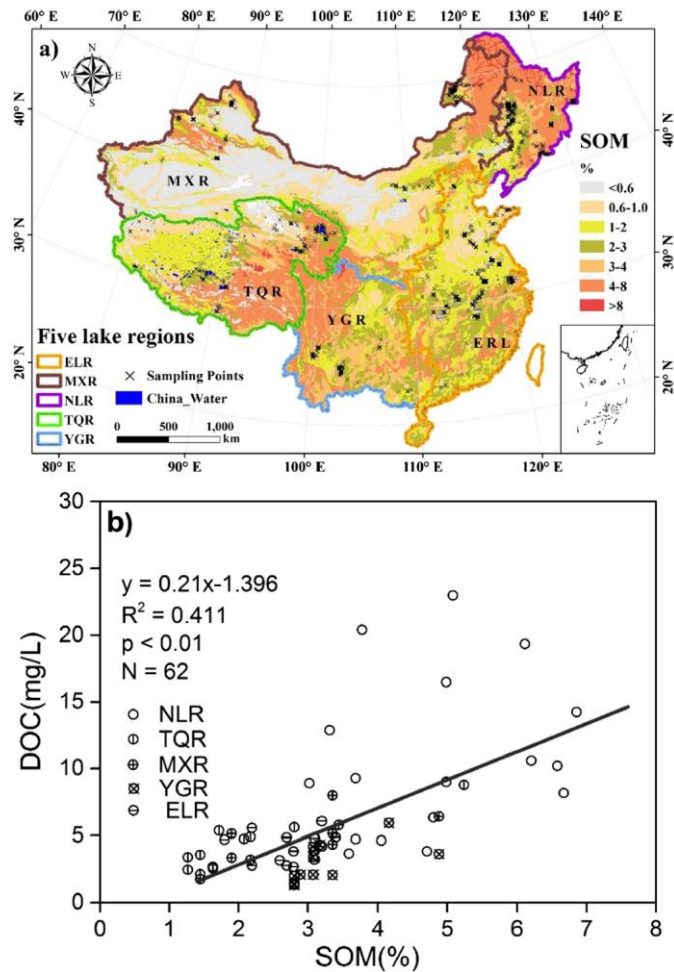 60° E 70° E 80° E 90° E 100° E 110° E 120° E 130° E 140° E
a)
N
W E
S
40° N
30° N
20° N
40° N
30° N
20° N
NLR
MXR
TQR
YGR
ERL
SOM
%
<0.6
0.6-1.0
1-2
2-3
3-4
4-8
>8
Five lake regions
ELR
MXR
NLR
TQR
YGR
Sampling Points
China_Water
0 500 1,000
km
80° E 90° E 100° E 110° E 120° E
b)
y = 0.21x-1.396
R² = 0.411
p < 0.01
N = 62
NLR
TQR
MXR
YGR
ELR
DOC(mg/L)
30
25
20
15
10
5
0
0 1 2 3 4 5 6 7 8
SOM(%)